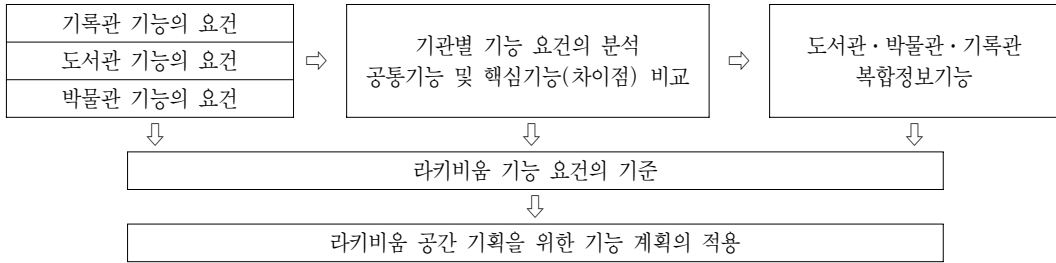 기록관 기능의 요건
도서관 기능의 요건
박물관 기능의 요건
⇨
기관별 기능 요건의 분석
공통기능 및 핵심기능(차이점) 비교
⇨
도서관·박물관·기록관
복합정보기능
⇩ ⇩ ⇩
라키비움 기능 요건의 기준
⇩
라키비움 공간 기획을 위한 기능 계획의 적용